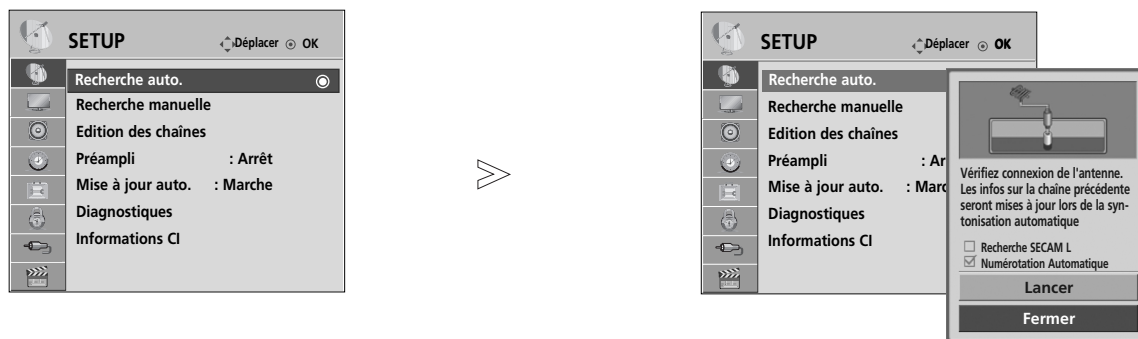 SETUP
Déplacer OK
Recherche auto.
Recherche manuelle
Edition des chaînes
Préampli : Arrêt
Mise à jour auto. : Marche
Diagnostiques
Informations CI
SETUP
Déplacer OK
Recherche auto.
Recherche manuelle
Edition des chaînes
Préampli : Ar
Mise à jour auto. : Marc
Diagnostiques
Informations CI
Vérifiez connexion de l'antenne.
Les infos sur la chaîne précédente
seront mises à jour lors de la syn-
tonisation automatique
Recherche SECAM L
Numérotation Automatique
Lancer
Fermer